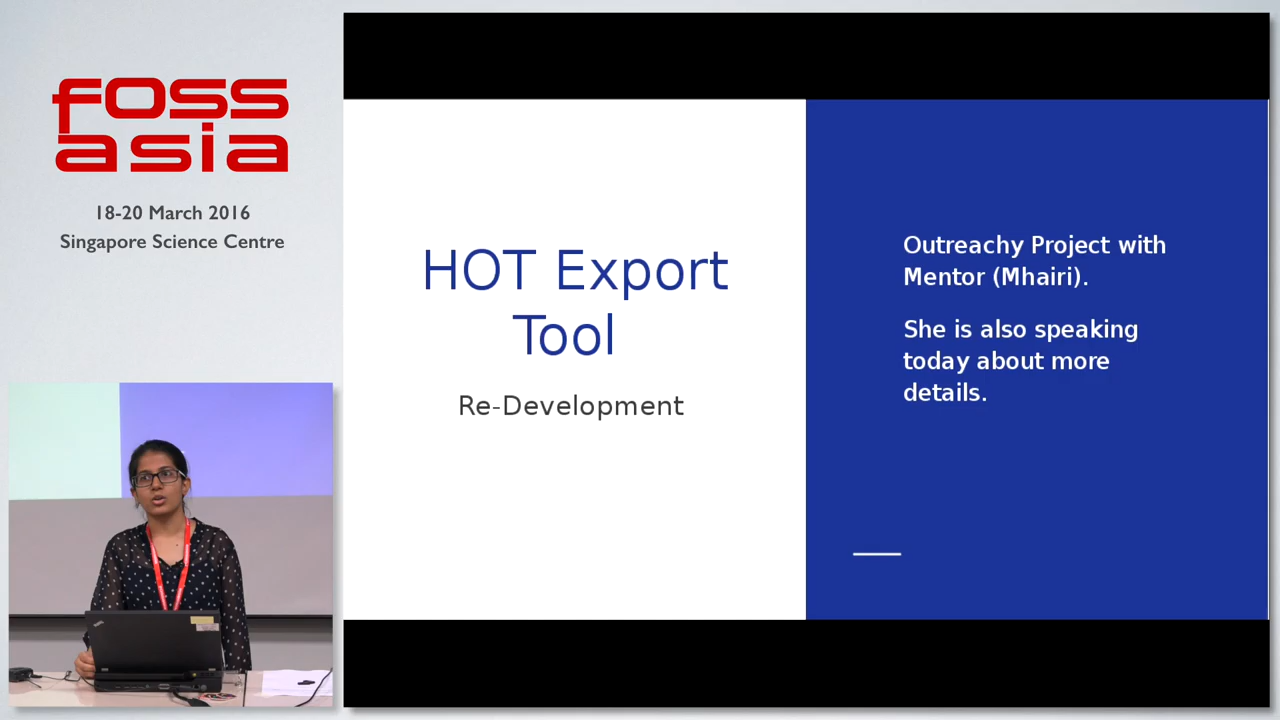 foss
asia
18-20 March 2016
Singapore Science Centre
HOT Export
Tool
Re-Development
Outreachy Project with
Mentor (Mhairi).
She is also speaking
today about more
details.